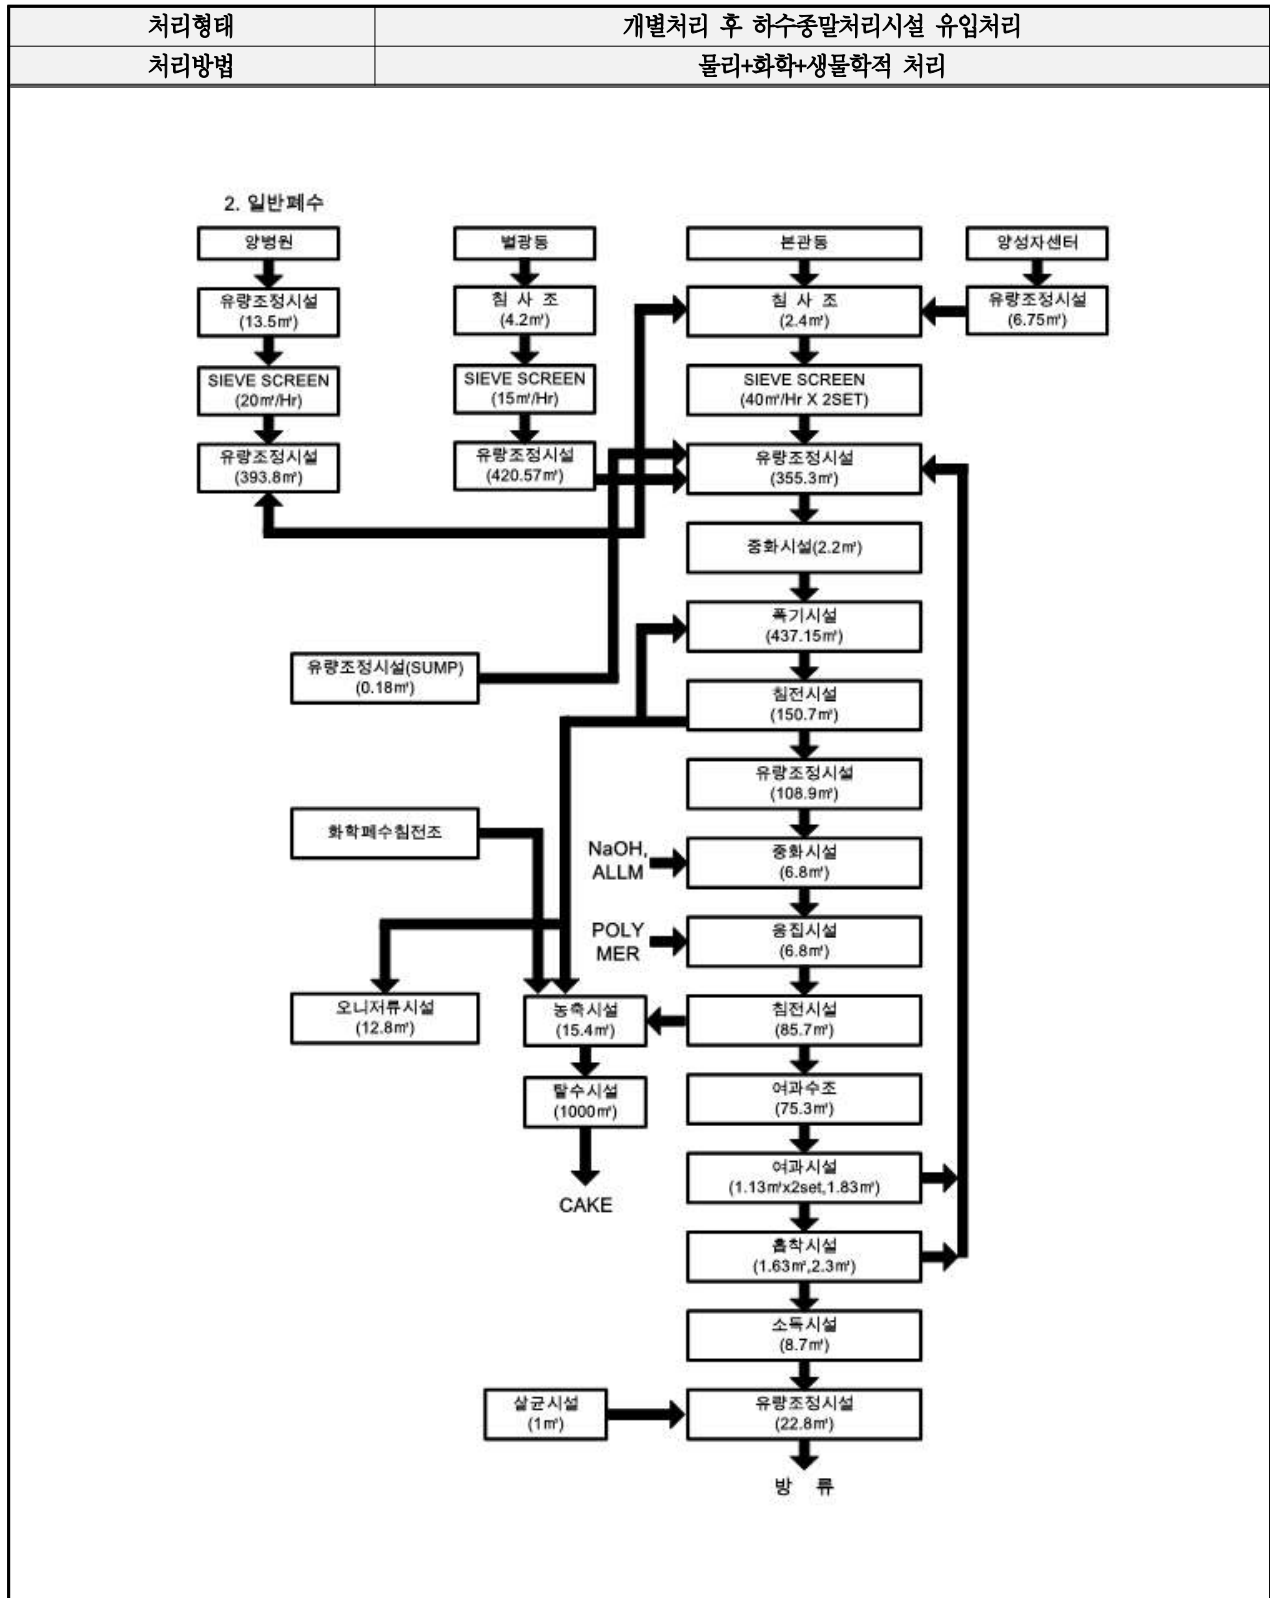 처리형태
개별처리 후 하수종말처리시설 유입처리
처리방법
물리+화학+생물학적 처리
2. 일반폐수
양병원
별광동
본관동
양성자센터
유량조정시설
(13.5㎥)
침 사 조
(4.2㎥)
침 사 조
(2.4㎥)
유량조정시설
(6.75㎥)
SIEVE SCREEN
(20㎥/Hr)
SIEVE SCREEN
(15㎥/Hr)
SIEVE SCREEN
(40㎥/Hr X 2SET)
유량조정시설
(393.8㎥)
유량조정시설
(420.57㎥)
유량조정시설
(355.3㎥)
중화시설(2.2㎥)
폭기시설
(437.15㎥)
유량조정시설(SUMP)
(0.18㎥)
침전시설
(150.7㎥)
유량조정시설
(108.9㎥)
화학폐수침전조
NaOH,
ALLM
중화시설
(6.8㎥)
POLY
MER
응집시설
(6.8㎥)
오니저류시설
(12.8㎥)
농축시설
(15.4㎥)
침전시설
(85.7㎥)
탈수시설
(1000㎥)
여과수조
(75.3㎥)
CAKE
여과시설
(1.13㎥x2set,1.83㎥)
흡착시설
(1.63㎥,2.3㎥)
소독시설
(8.7㎥)
살균시설
(1㎥)
유량조정시설
(22.8㎥)
방 류